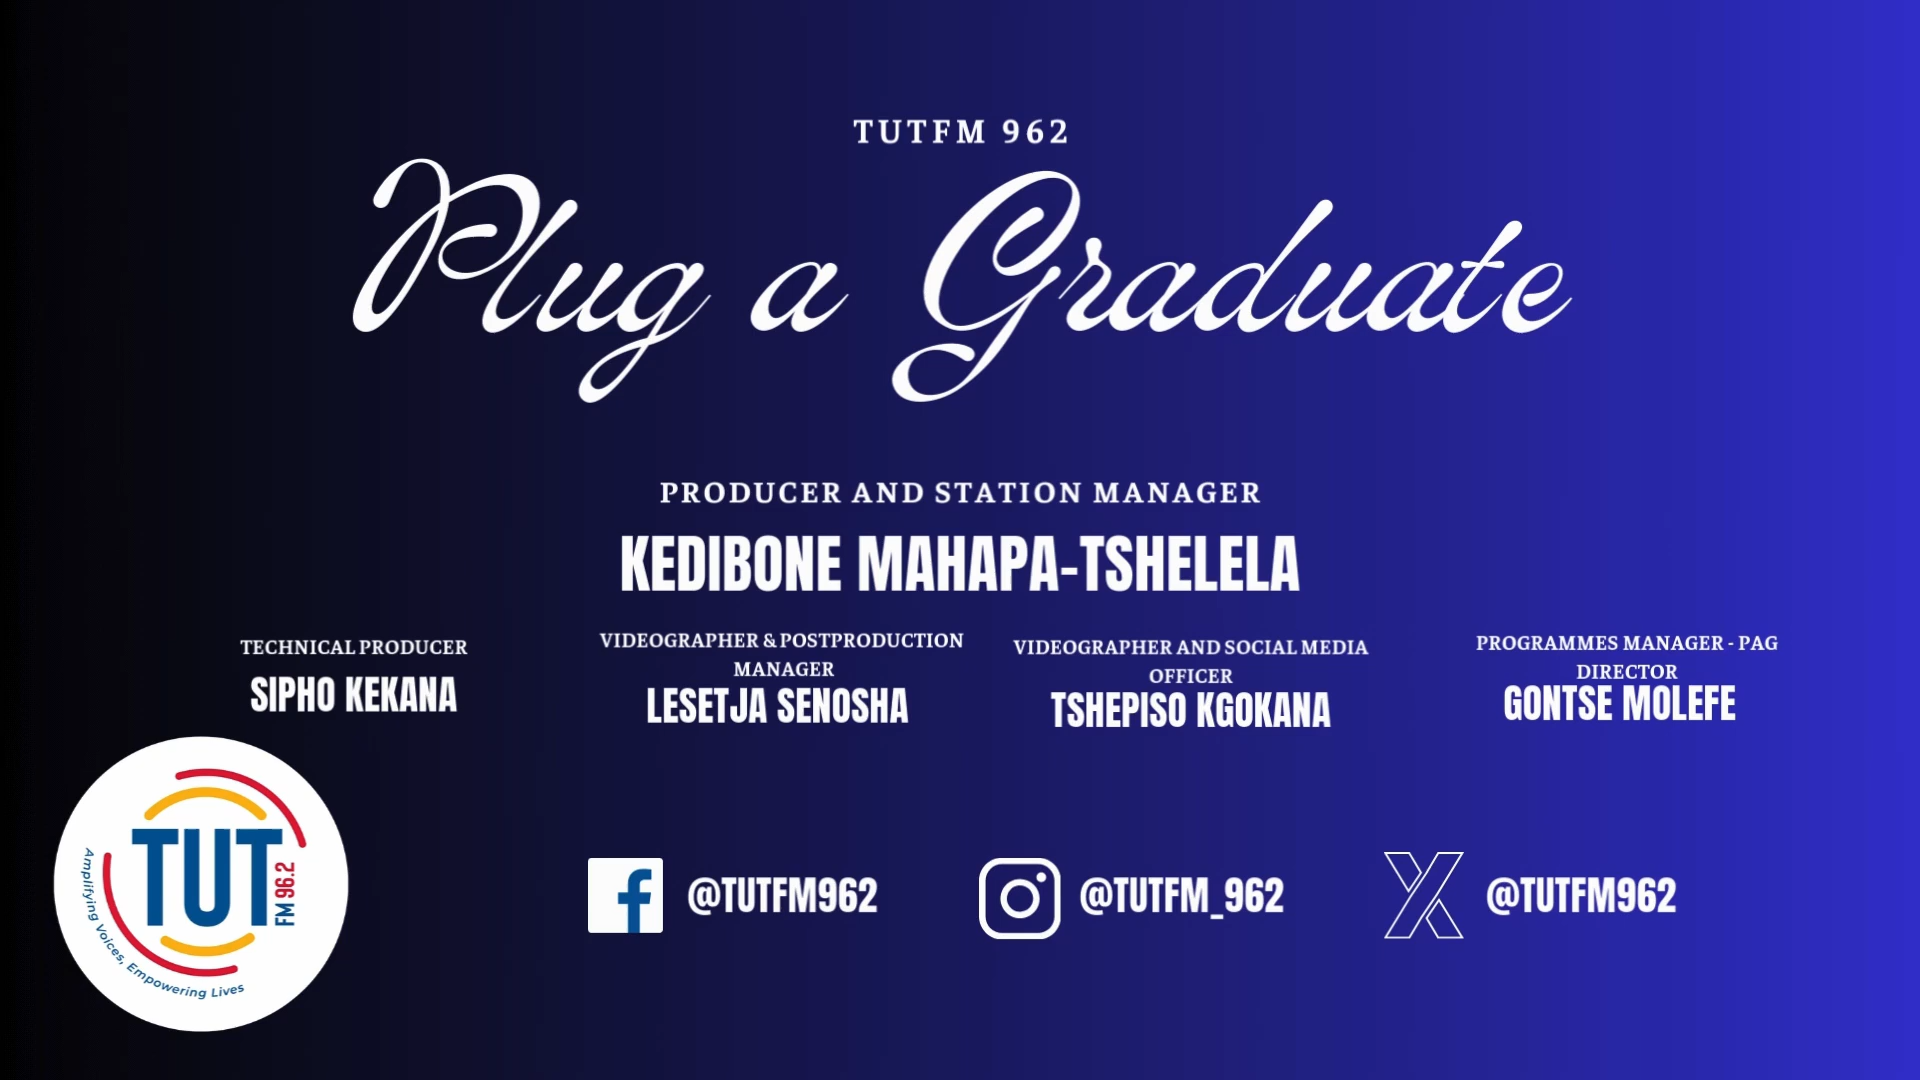 TUTFM 962
Plug a Graduate
PRODUCER AND STATION MANAGER
KEDIBONE MAHAPA-TSHELELA
TECHNICAL PRODUCER
SIPHO KEKANA
VIDEOGRAPHER & POSTPRODUCTION
MANAGER
LESETJA SENOSHA
VIDEOGRAPHER AND SOCIAL MEDIA
OFFICER
TSHEPISO KGOKANA
PROGRAMMES MANAGER - PAG
DIRECTOR
GONTSE MOLEFE
TUT
FM 96.2
Amplifying Voices, Empowering Lives
@TUTFM962
@TUTFM_962
@TUTFM962